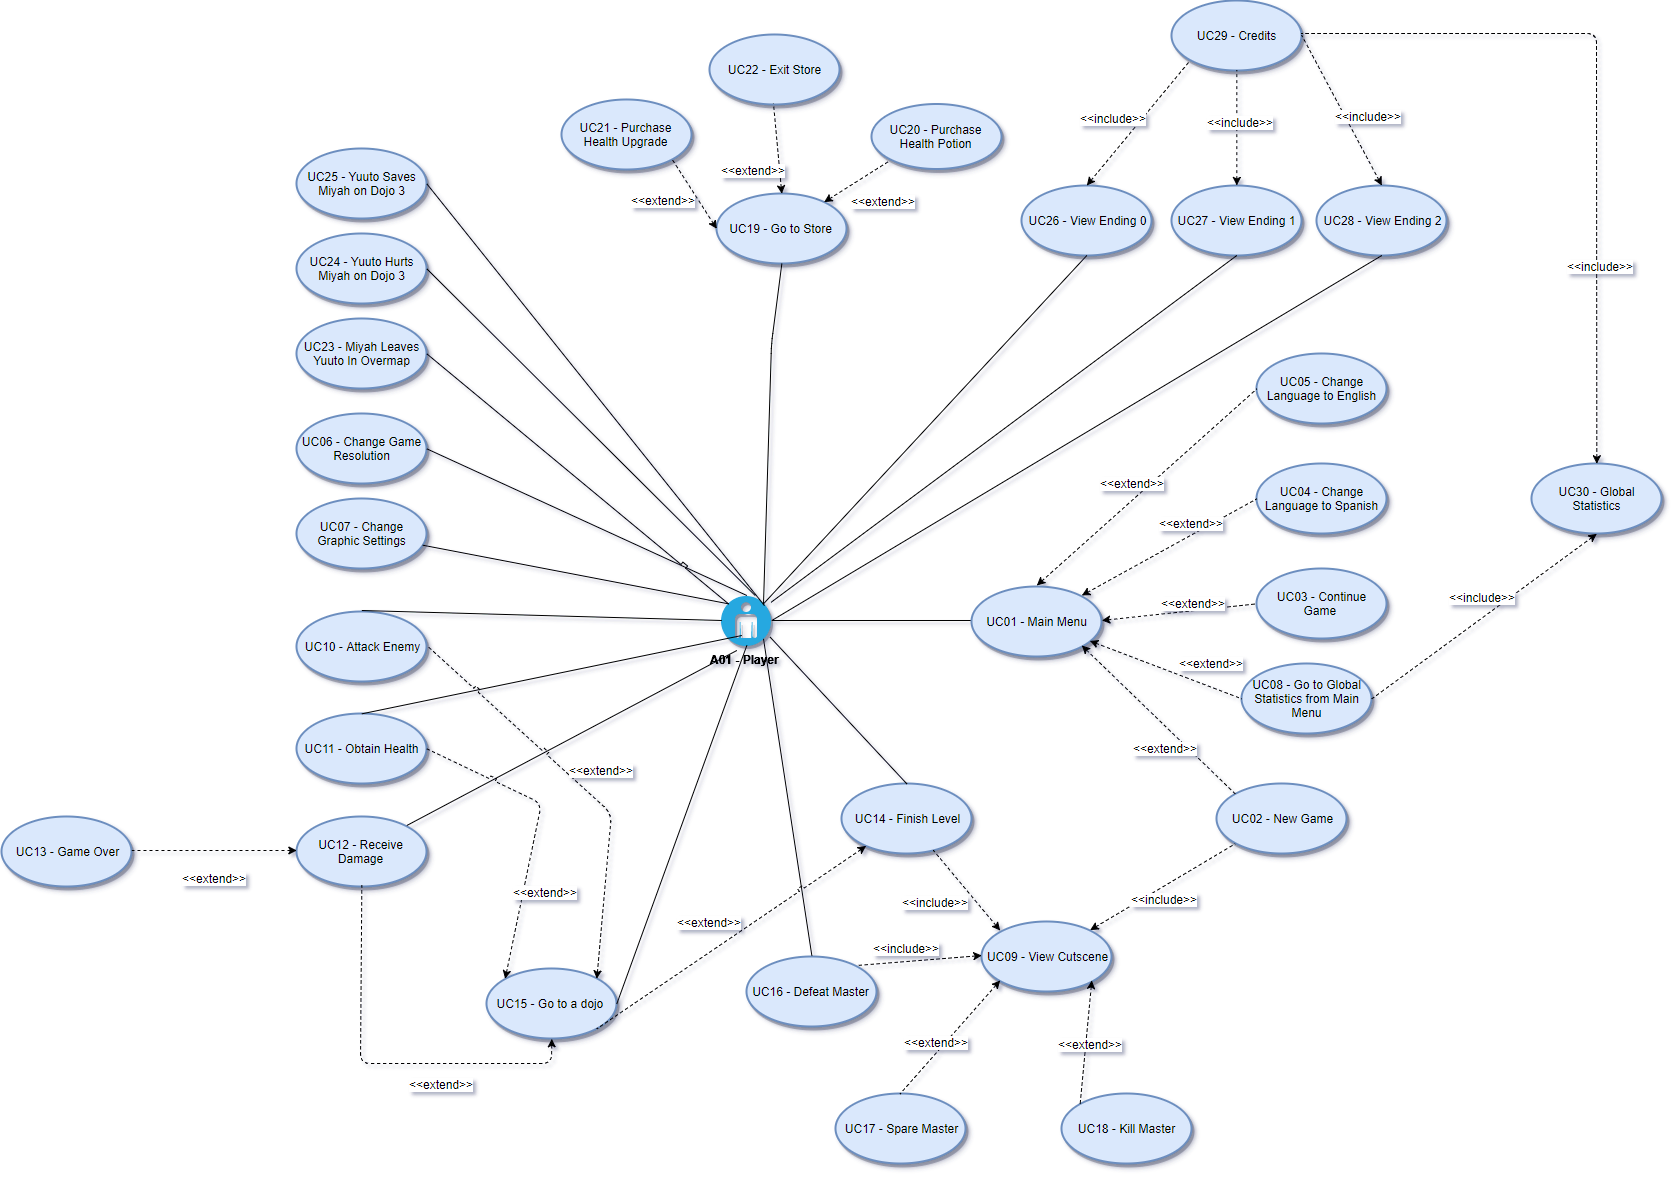 UC29 - Credits
UC22 - Exit Store
<<include>>
<<include>>
<<include>>
UC21 - Purchase
Health Upgrade
UC20 - Purchase
Health Potion
<<extend>>
<<extend>>
<<extend>>
UC25 - Yuuto Saves
Miyah on Dojo 3
UC19 - Go to Store
UC26 - View Ending 0
UC27 - View Ending 1
UC28 - View Ending 2
UC24 - Yuuto Hurts
Miyah on Dojo 3
<<include>>
UC23 - Miyah Leaves
Yuuto In Overmap
UC05 - Change
Language to English
UC06 - Change Game
Resolution
<<extend>>
UC04 - Change
Language to Spanish
UC30 - Global
Statistics
UC07 - Change
Graphic Settings
<<extend>>
UC03 - Continue
Game
<<extend>>
<<include>>
UC01 - Main Menu
UC10 - Attack Enemy
A01 - Player
<<extend>>
UC08 - Go to Global
Statistics from Main
Menu
UC11 - Obtain Health
<<extend>>
<<extend>>
UC14 - Finish Level
UC02 - New Game
UC13 - Game Over
UC12 - Receive
Damage
<<extend>>
<<extend>>
<<include>>
<<include>>
<<extend>>
<<include>>
UC09 - View Cutscene
UC15 - Go to a dojo
UC16 - Defeat Master
<<extend>>
<<extend>>
<<extend>>
UC17 - Spare Master
UC18 - Kill Master